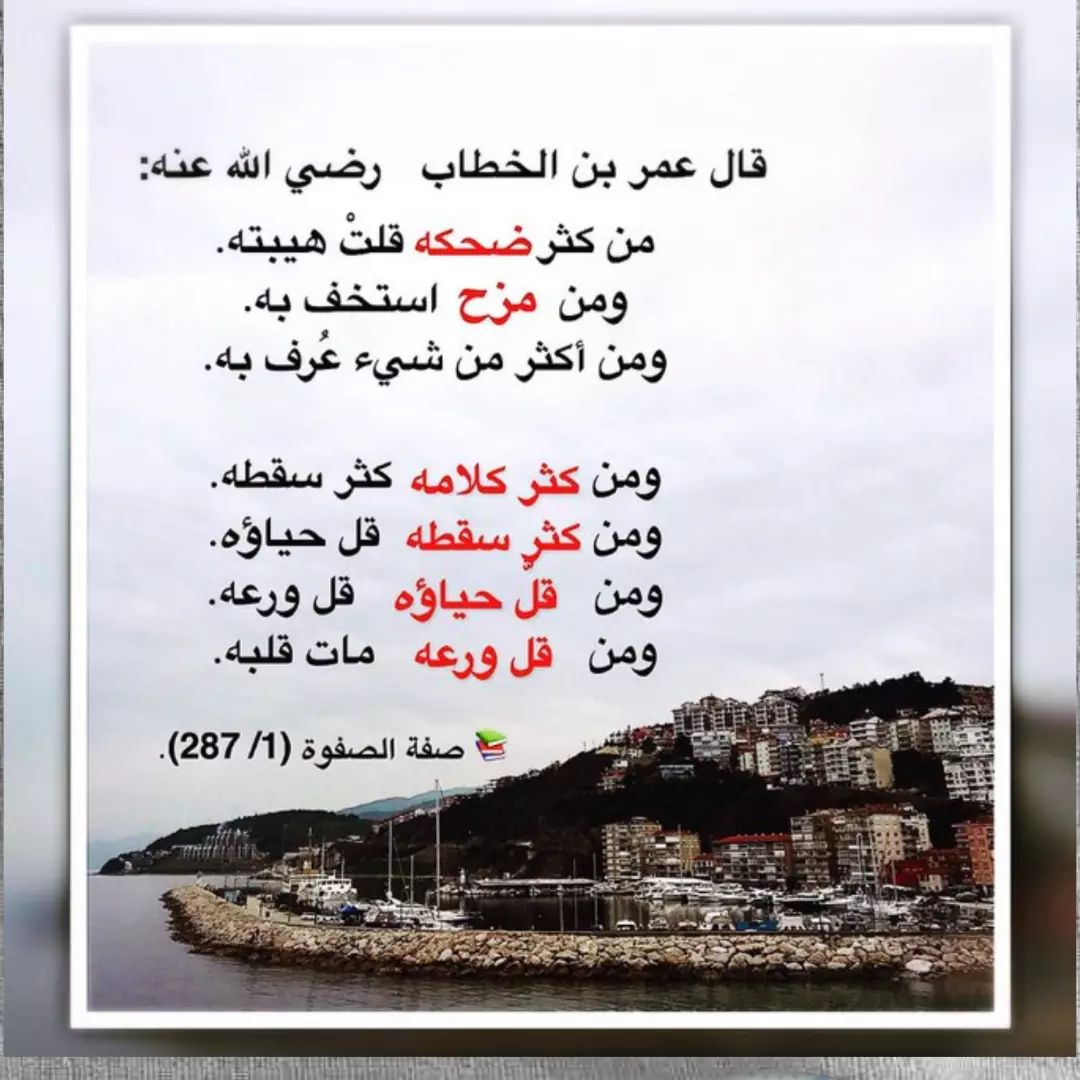 قال عمر بن الخطاب رضي الله عنه:
من كثر ضحكه قلتْ هيبته.
ومن مزح استخف به.
ومن أكثر من شيء عُرف به.
ومن كثر كلامه كثر سقطه.
ومن كثر سقطه قل حياؤه.
ومن قلَّ حياؤه قل ورعه.
ومن قل ورعه مات قلبه.
📚 صفة الصفوة (1/ 287).